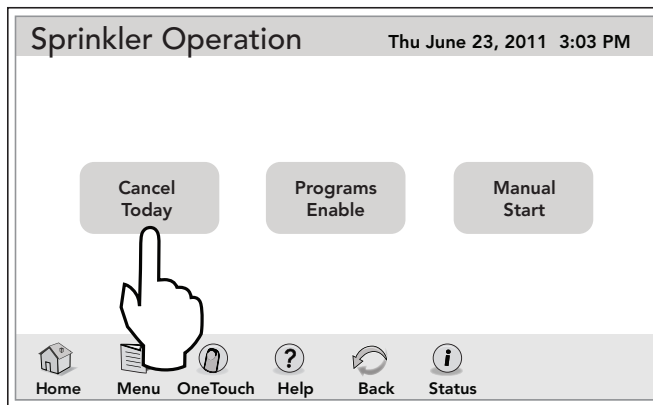 Sprinkler Operation Thu June 23, 2011 3:03 PM
Cancel
Today
Programs
Enable
Manual
Start
Home Menu OneTouch Help Back Status